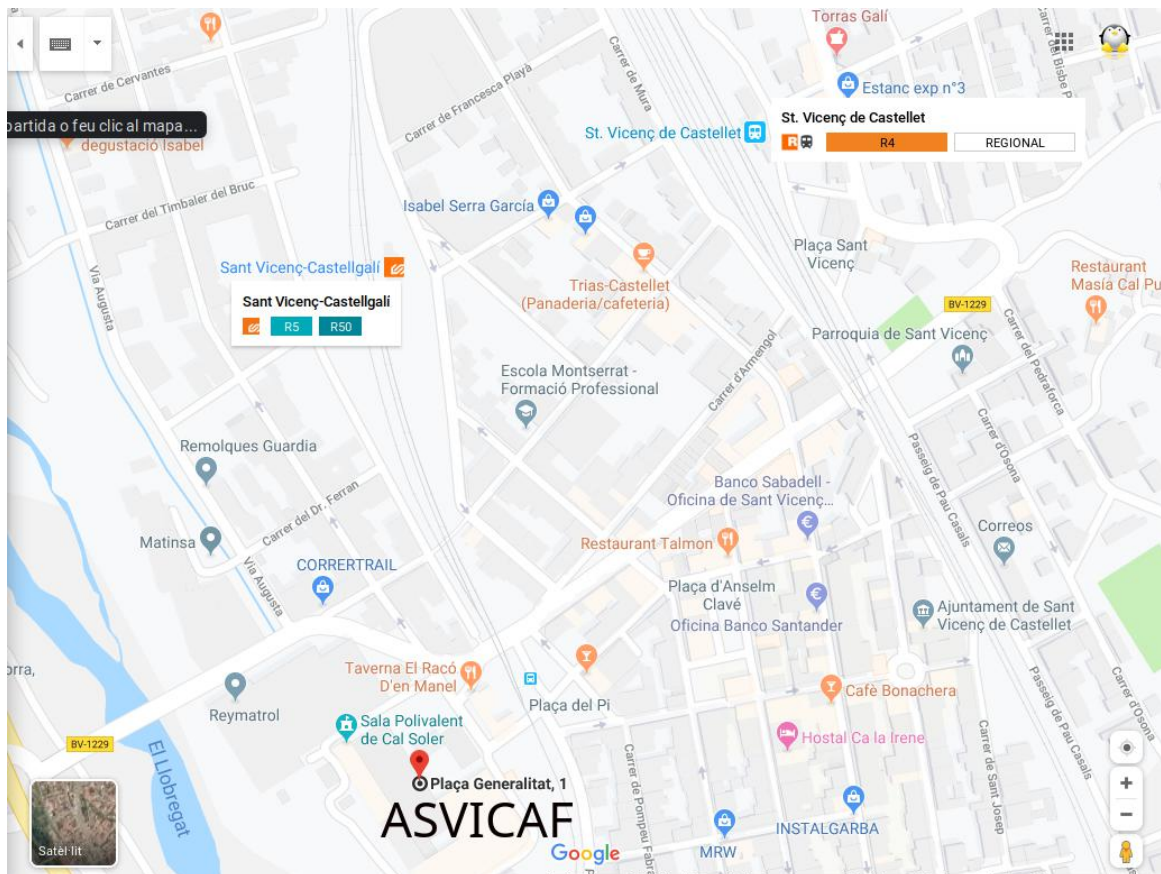 Torras Galí
Carrer del Bisbe P
Carrer de Cervantes
Carrer de Francesca Playà
Carrer de Mura
Estanc exp n°3
partida o feu clic al mapa...
degustació Isabel
St. Vicenç de Castellet
St. Vicenç de Castellet
R
R4
REGIONAL
Carrer del Timbaler del Bruc
Isabel Serra García
Plaça Sant
Vicenç
Sant Vicenç-Castellgalí
Trias-Castellet
(Panaderia/cafeteria)
Restaurant
Masía Cal Pu
Via Augusta
Sant Vicenç-Castellgalí
R5
R50
BV-1229
Parroquia de Sant Vicenç
Carrer del Pedraforca
Escola Montserrat -
Formació Professional
Carrer d'Armengol
Remolques Guardia
Carrer d'Osona
Passeig de Pau Casals
Banco Sabadell -
Oficina de Sant Vicenç...
Carrer del Dr. Ferran
Matinsa
Restaurant Talmon
Correos
CORRERTRAIL
Via Augusta
Plaça d'Anselm
Clavé
Oficina Banco Santander
Ajuntament de Sant
Vicenç de Castellet
orra,
Taverna El Racó
D'en Manel
Reymatrol
Plaça del Pi
Cafè Bonachera
Passeig de Pau Casals
Carrer d'Osona
Sala Polivalent
de Cal Soler
Hostal Ca la Irene
BV-1229
El Llobregat
Plaça Generalitat, 1
ASVICAF
Carrer de Pompeu Fabra
Carrer de Sant Josep
INSTALGARBA
MRW
Satèl·lit
Google